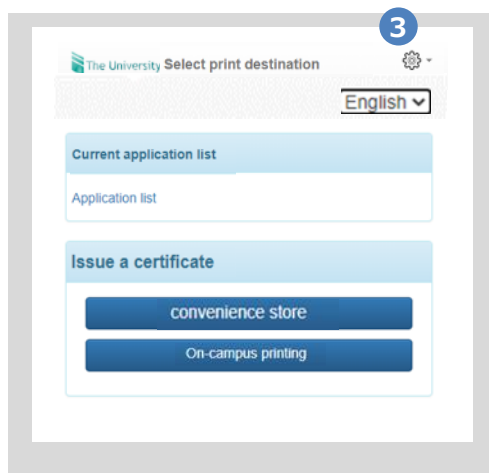 3
The University Select print destination
English
Current application list
Application list
Issue a certificate
convenience store
On-campus printing